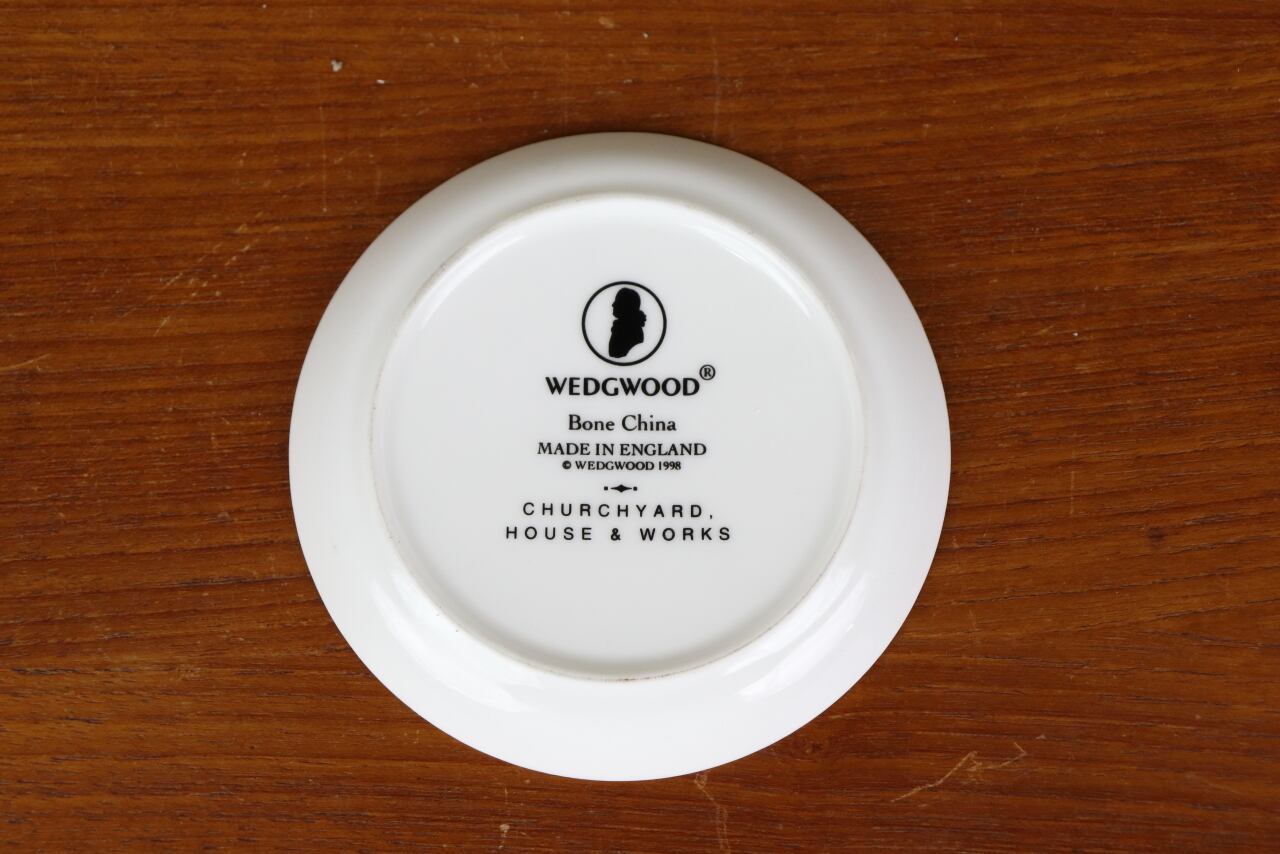 WEDGWOOD®
Bone China
MADE IN ENGLAND
© WEDGWOOD 1998
CHURCHYARD,
HOUSE & WORKS